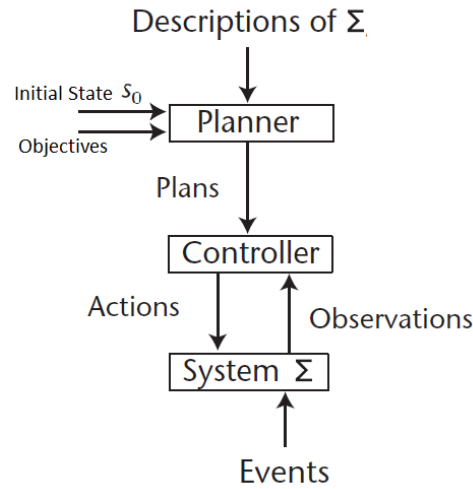 Descriptions of Σ
Initial State s₀
Objectives
Planner
Plans
Controller
Actions
Observations
System Σ
Events